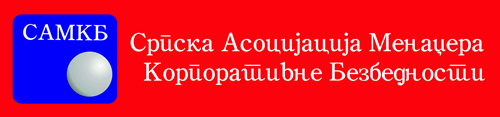 САМКБ
Српска Асоцијација Менаџера
Корпоративне Безбедности